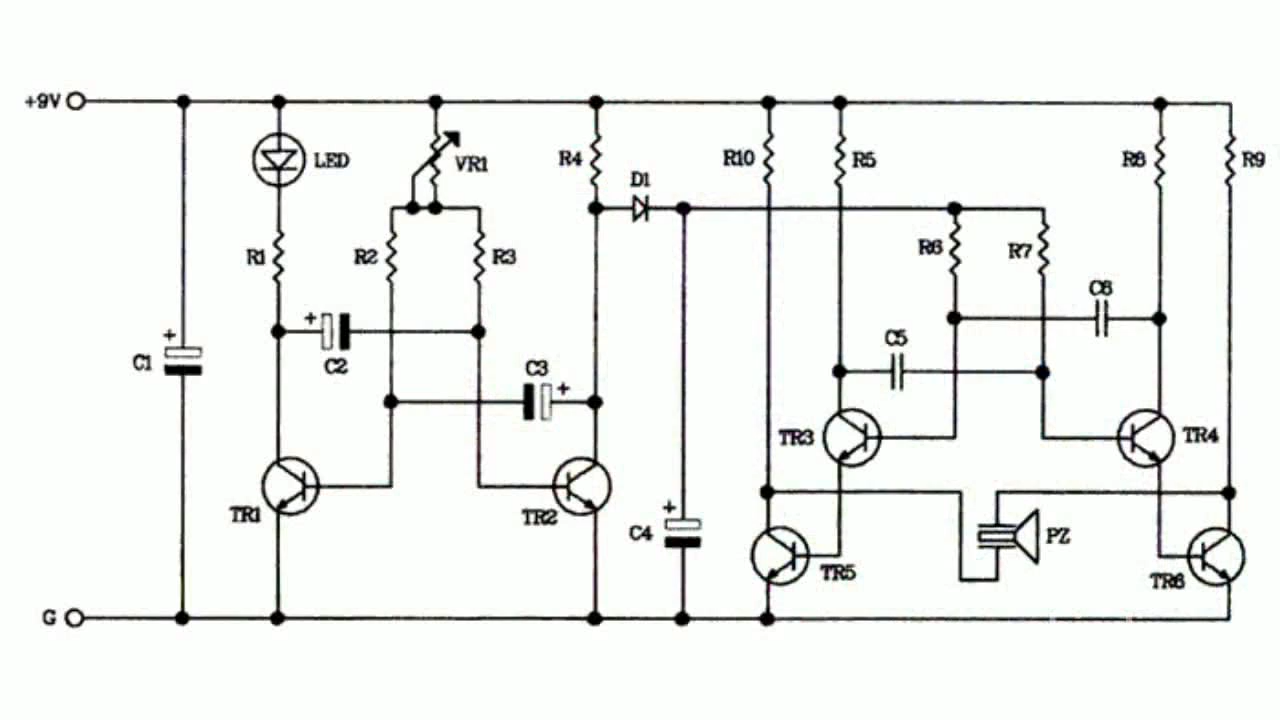 +9V
LED
VR1
R4
R10
R5
R8
R9
D1
R1
R2
R3
R6
R7
C6
+
C2
+
C1
C5
C3
+
TR3
TR4
TR1
TR2
+
C4
PZ
TR5
TR6
G